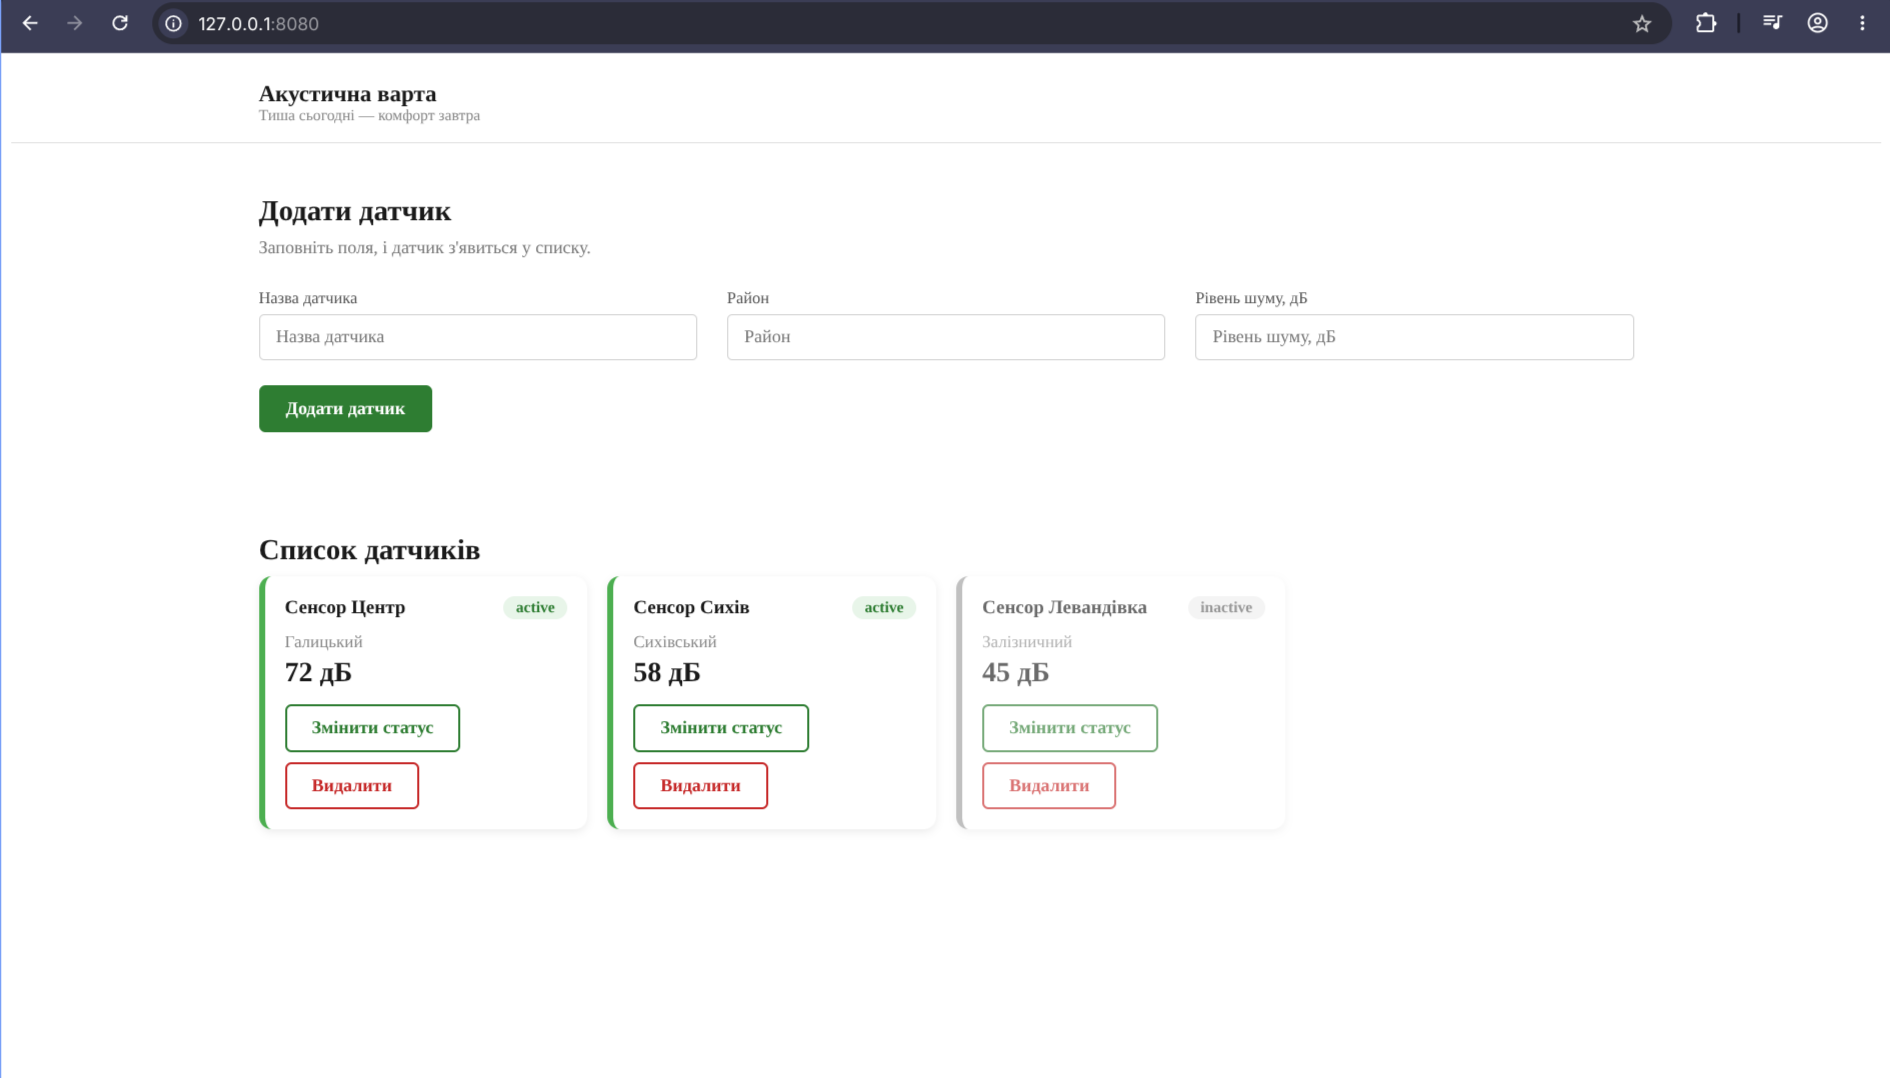 127.0.0.1:8080
Акустична варта
Тиша сьогодні — комфорт завтра
Додати датчик
Заповніть поля, і датчик з'явиться у списку.
Назва датчика
Район
Рівень шуму, дБ
Назва датчика
Район
Рівень шуму, дБ
Додати датчик
Список датчиків
Сенсор Центр
active
Галицький
72 дБ
Змінити статус
Видалити
Сенсор Сихів
active
Сихівський
58 дБ
Змінити статус
Видалити
Сенсор Левандівка
inactive
Залізничний
45 дБ
Змінити статус
Видалити